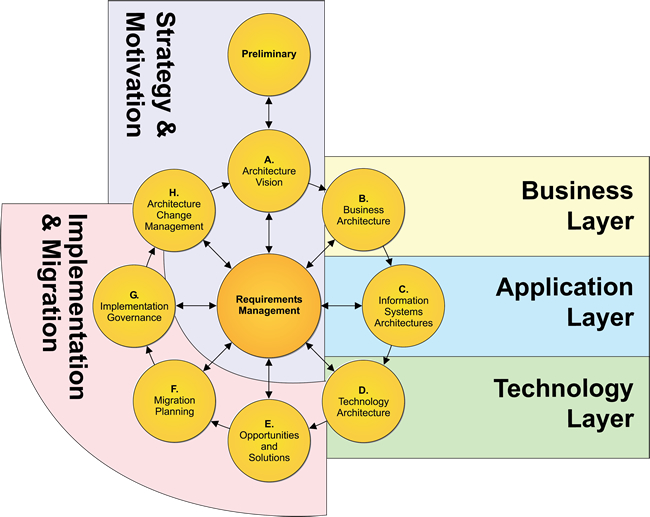 Strategy &
Motivation
Preliminary
A.
Architecture
Vision
H.
Architecture
Change
Management
B.
Business
Architecture
Business
Layer
Implementation
& Migration
G.
Implementation
Governance
Requirements
Management
C.
Information
Systems
Architectures
Application
Layer
F.
Migration
Planning
E.
Opportunities
and
Solutions
D.
Technology
Architecture
Technology
Layer